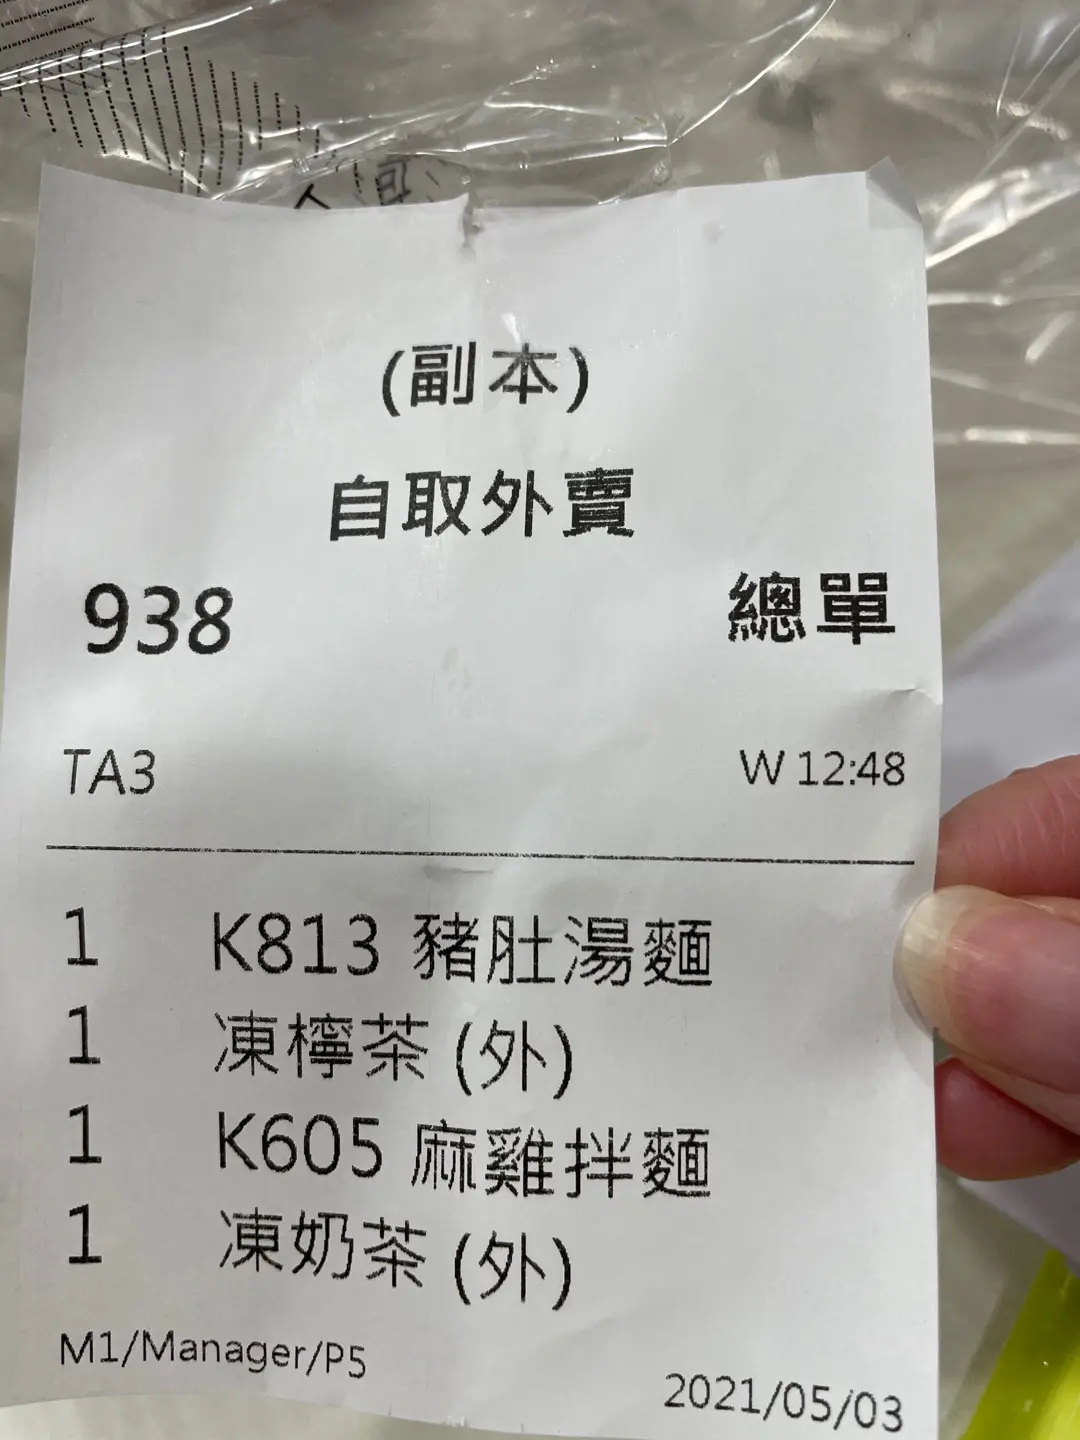 (副本)
自取外賣
938 總單
TA3 W 12:48
1 K813 豬肚湯麵
1 凍檸茶 (外)
1 K605 麻雞拌麵
1 凍奶茶 (外)
M1/Manager/P5
2021/05/03